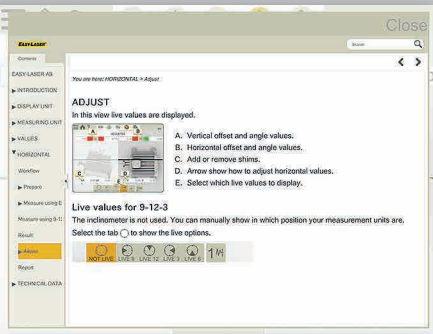 Close
EASY-LASER
Search
Contents
EASY-LASER AB
INTRODUCTION
DISPLAY UNIT
MEASURING UNIT
VALUES
HORIZONTAL
Workflow
Prepare
Measure using E
Measure using 9-12
Result
Adjust
Report
TECHNICAL DATA
You are here: HORIZONTAL > Adjust
ADJUST
In this view live values are displayed.
A
B
C
D
E
A. Vertical offset and angle values.
B. Horizontal offset and angle values.
C. Add or remove shims.
D. Arrow show how to adjust horizontal values.
E. Select which live values to display.
Live values for 9-12-3
The inclinometer is not used. You can manually show in which position your measurement units are.
Select the tab to show the live options.
NOT LIVE LIVE 9 LIVE 12 LIVE 3 LIVE 6